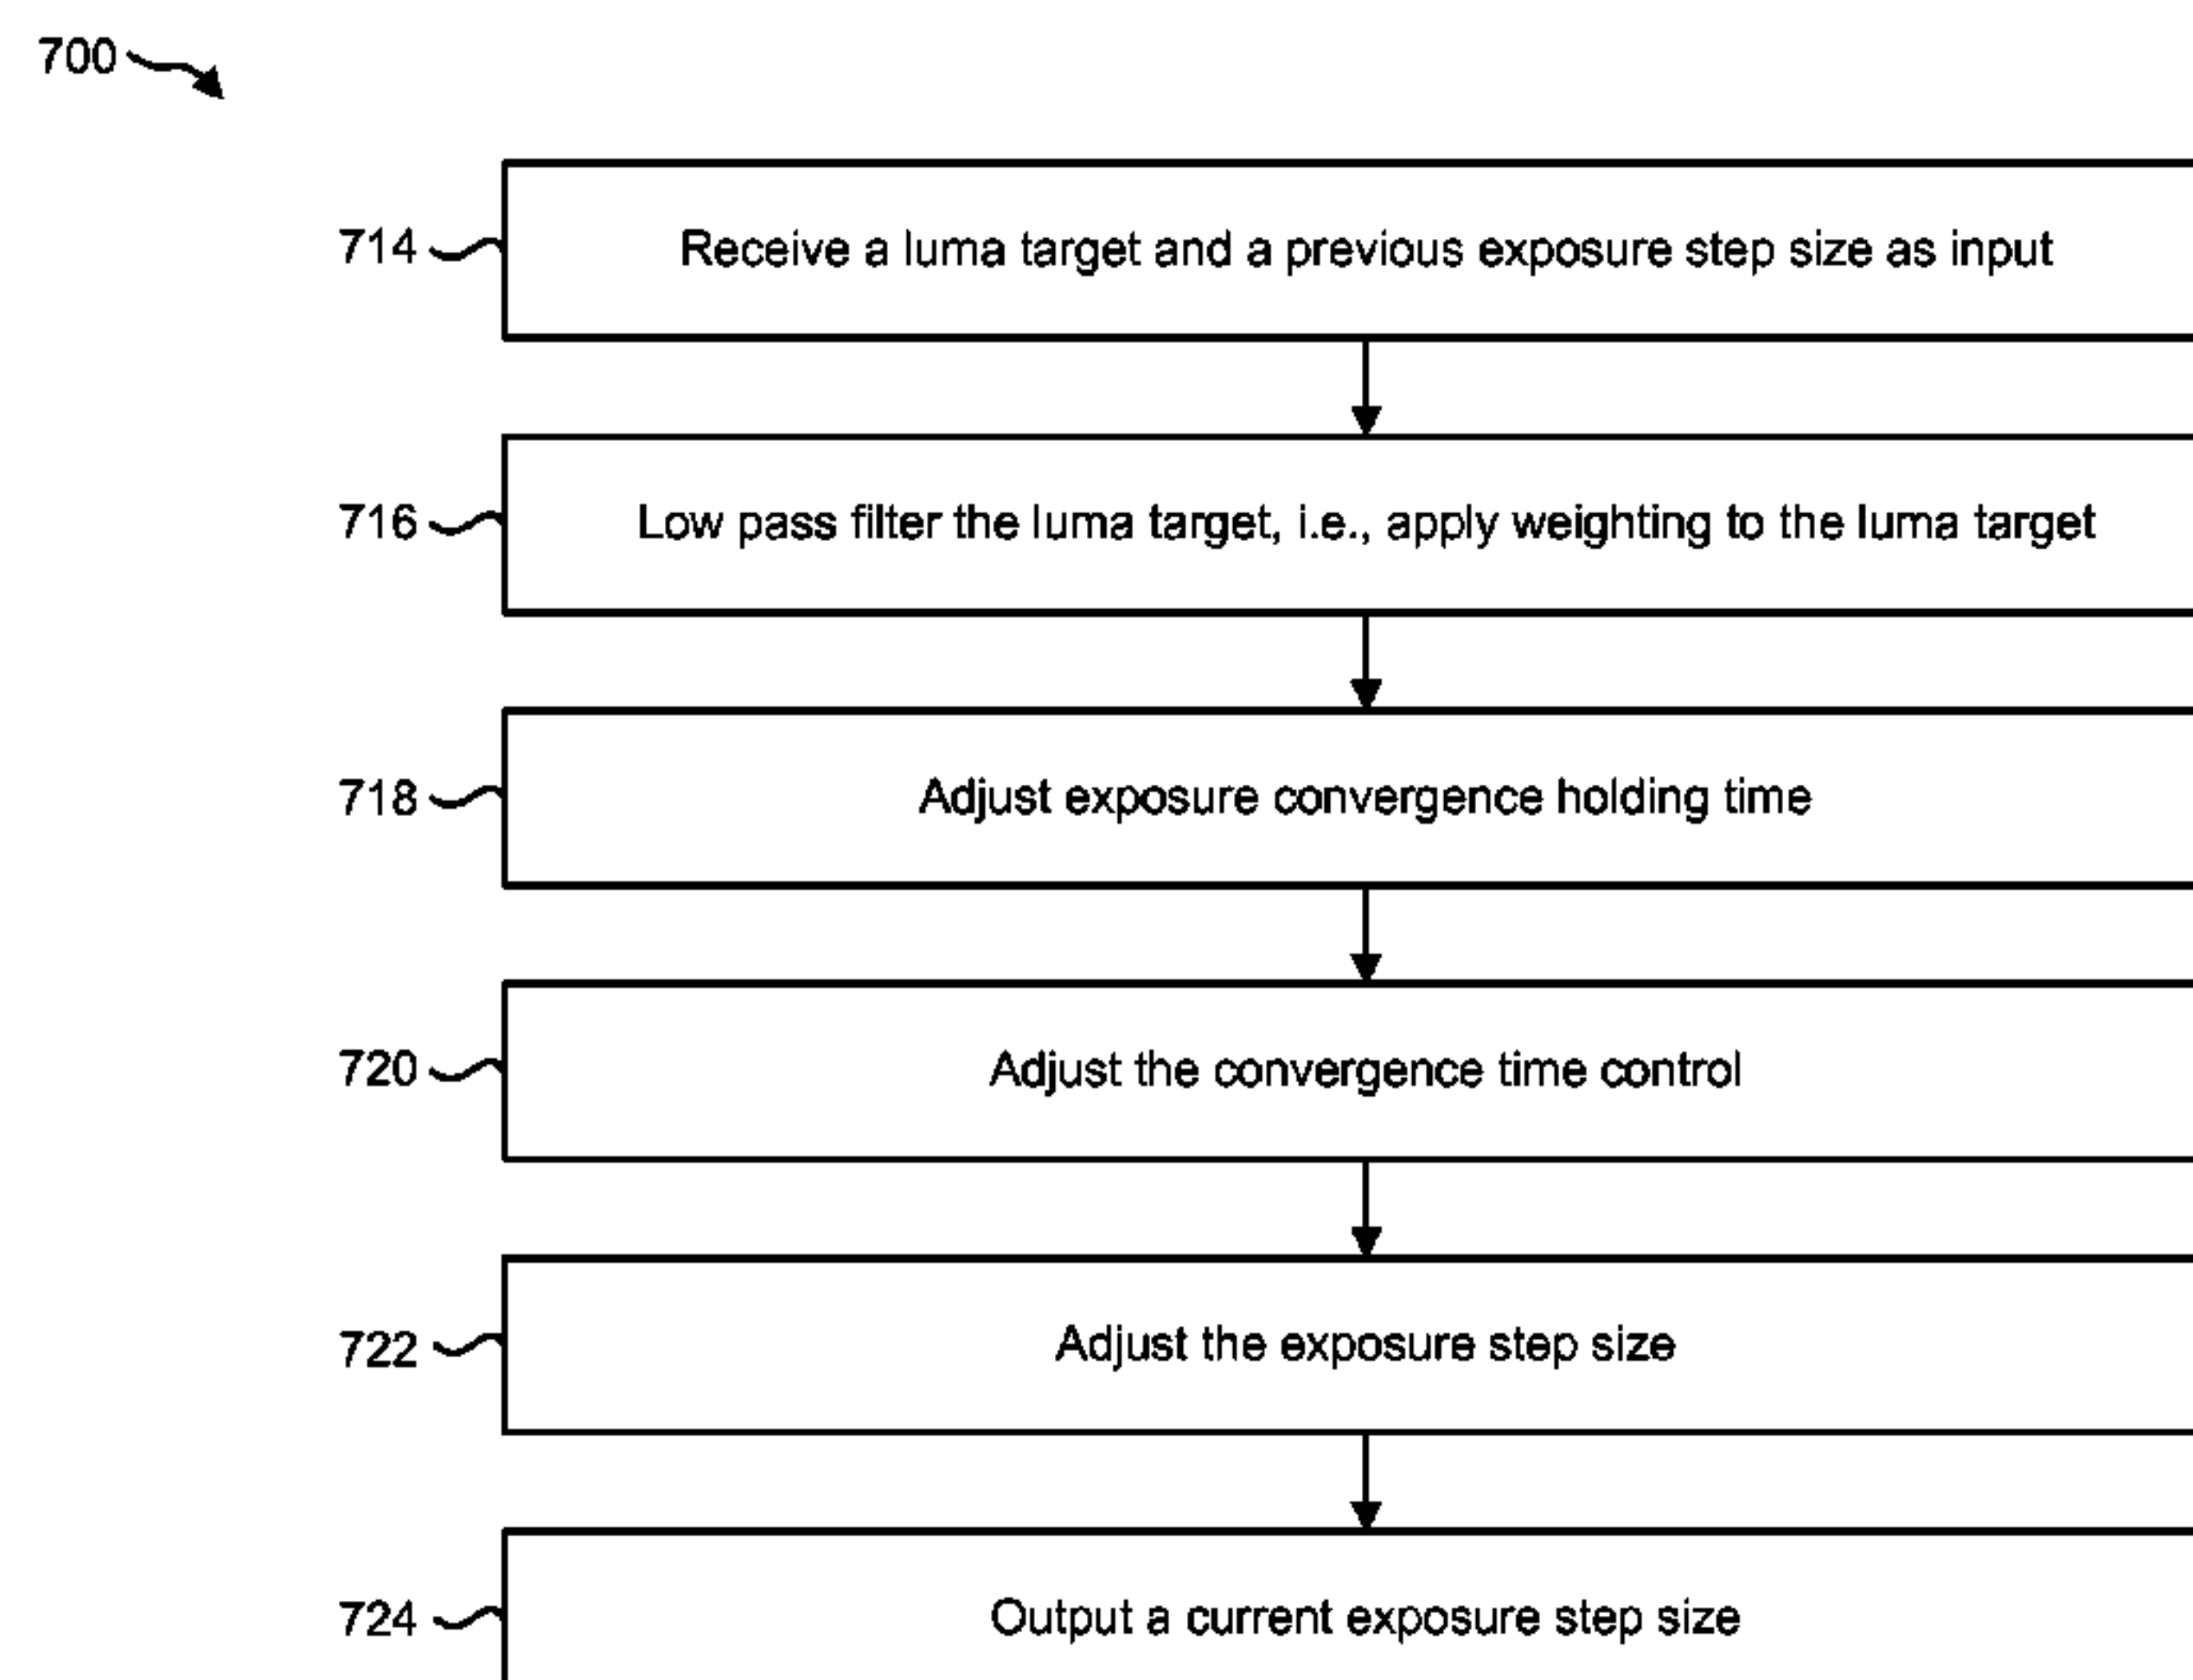 700
714 Receive a luma target and a previous exposure step size as input
716 Low pass filter the luma target, i.e., apply weighting to the luma target
718 Adjust exposure convergence holding time
720 Adjust the convergence time control
722 Adjust the exposure step size
724 Output a current exposure step size